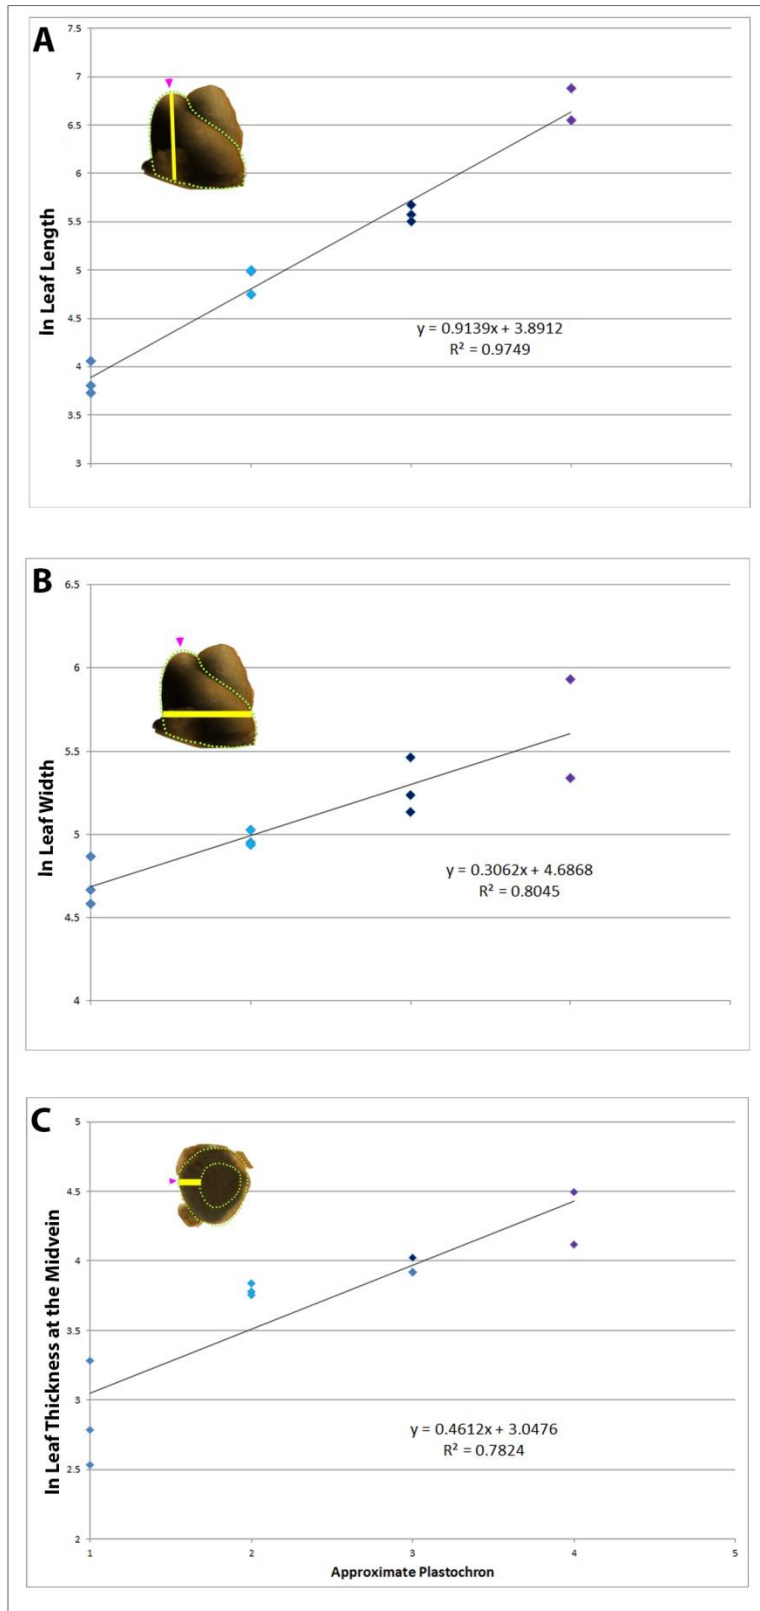 A
7.5
7
6.5
6
5.5
5
4.5
4
3.5
3
ln Leaf Length
y = 0.9139x + 3.8912
R² = 0.9749
B
6.5
6
5.5
5
4.5
4
ln Leaf Width
y = 0.3062x + 4.6868
R² = 0.8045
C
5
4.5
4
3.5
3
2.5
2
ln Leaf Thickness at the Midvein
y = 0.4612x + 3.0476
R² = 0.7824
1 2 3 4 5
Approximate Plastochron